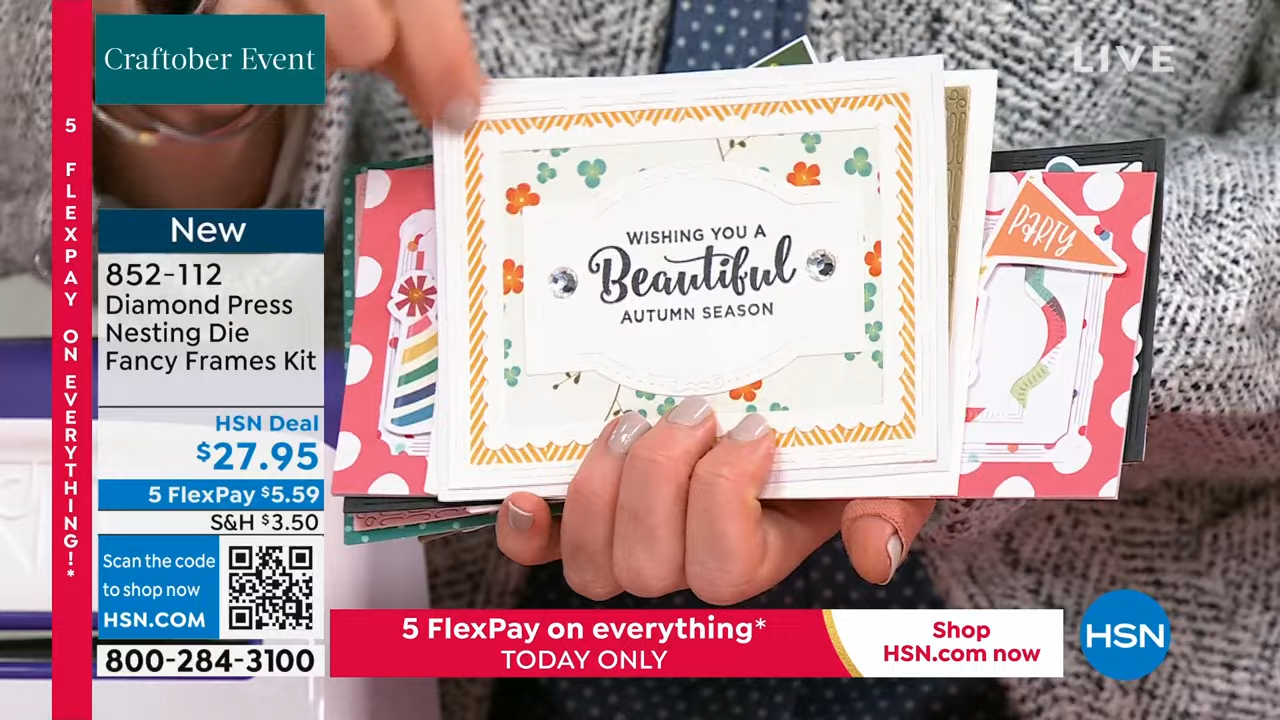 Craftober Event
LIVE
5 FLEXPAY ON EVERYTHING!*
New
852-112
Diamond Press
Nesting Die
Fancy Frames Kit
HSN Deal
$27.95
5 FlexPay $5.59
S&H $3.50
Scan the code
to shop now
HSN.COM
800-284-3100
WISHING YOU A
Beautiful
AUTUMN SEASON
PARTY
5 FlexPay on everything*
TODAY ONLY
Shop
HSN.com now
HSN